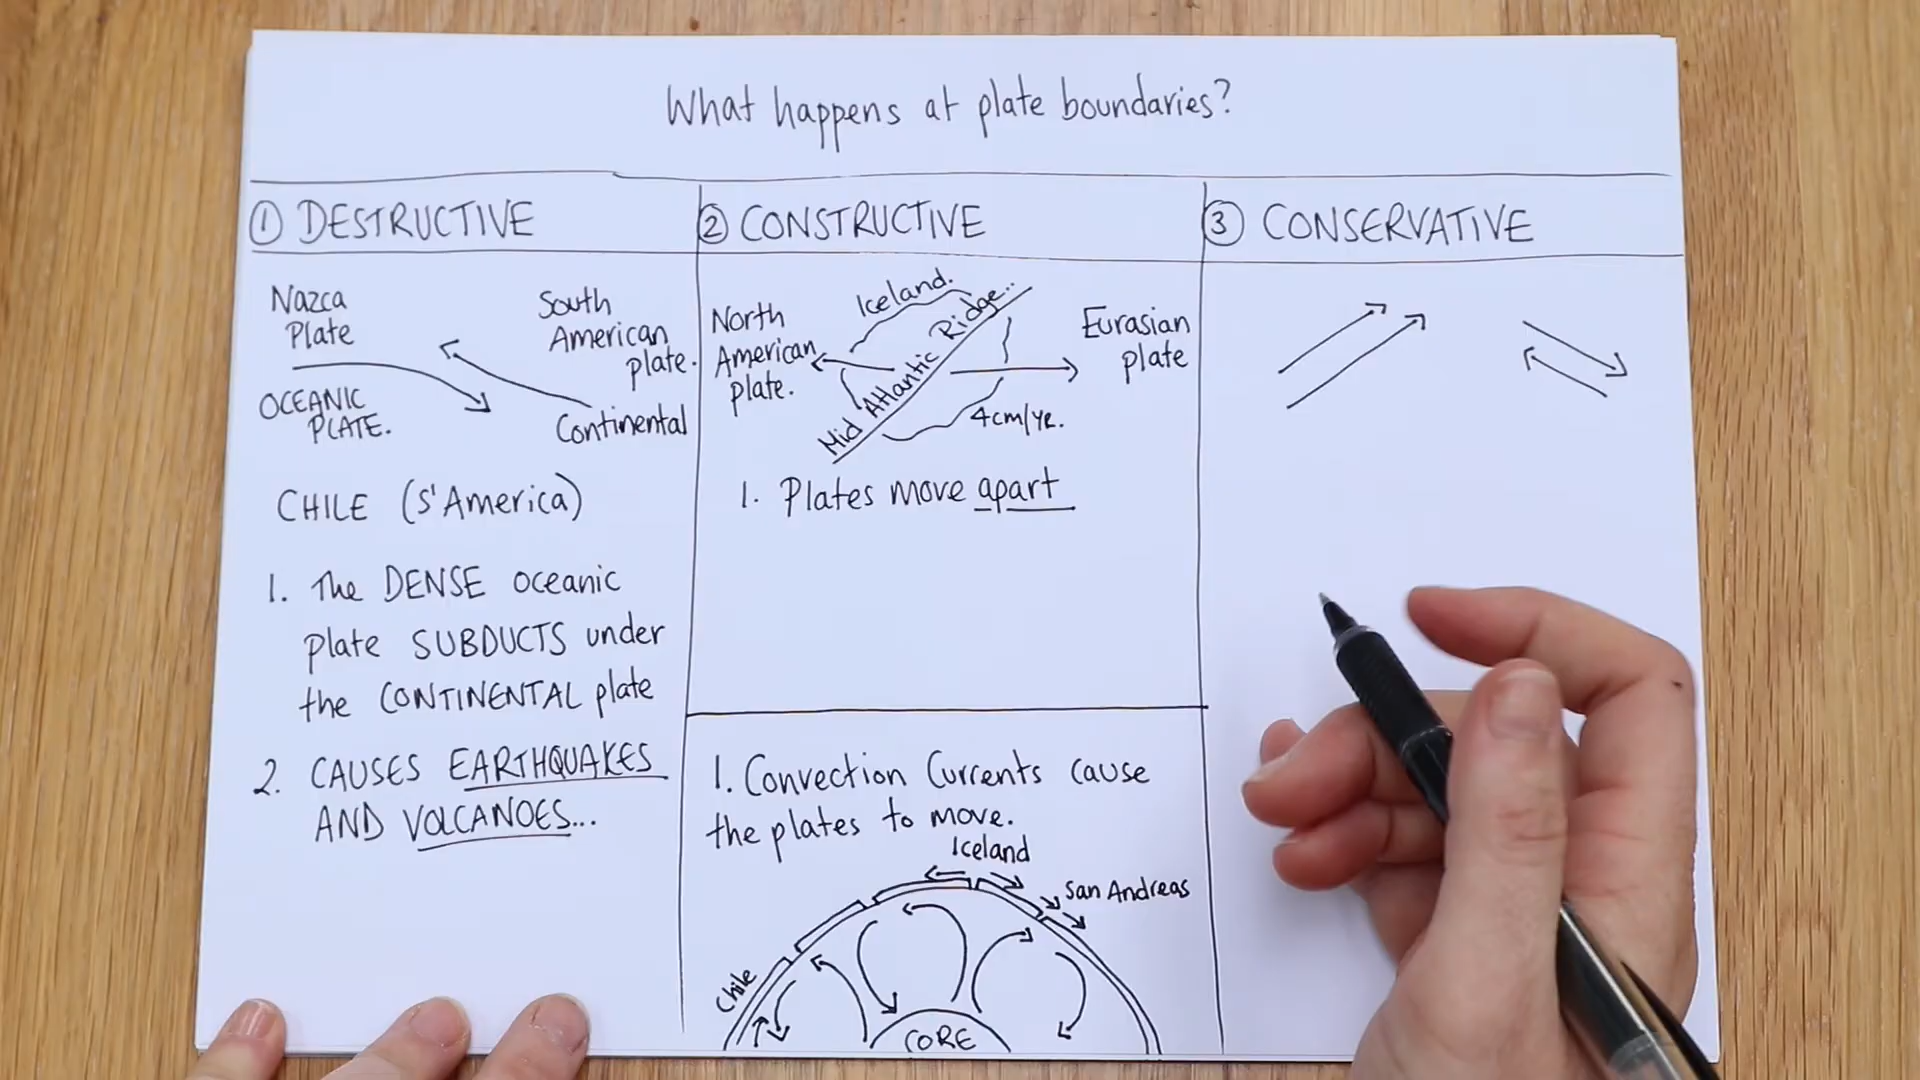 What happens at plate boundaries?
① DESTRUCTIVE
Nazca
Plate
South
American
plate.
OCEANIC
PLATE.
Continental
CHILE (S'America)
1. The DENSE oceanic
plate SUBDUCTS under
the CONTINENTAL plate
2. CAUSES EARTHQUAKES
AND VOLCANOES...
② CONSTRUCTIVE
Iceland.
North
American
plate.
Mid Atlantic Ridge..
Eurasian
plate
4cm/yr.
1. Plates move apart
1. Convection Currents cause
the plates to move.
Iceland
San Andreas
Chile
CORE
③ CONSERVATIVE